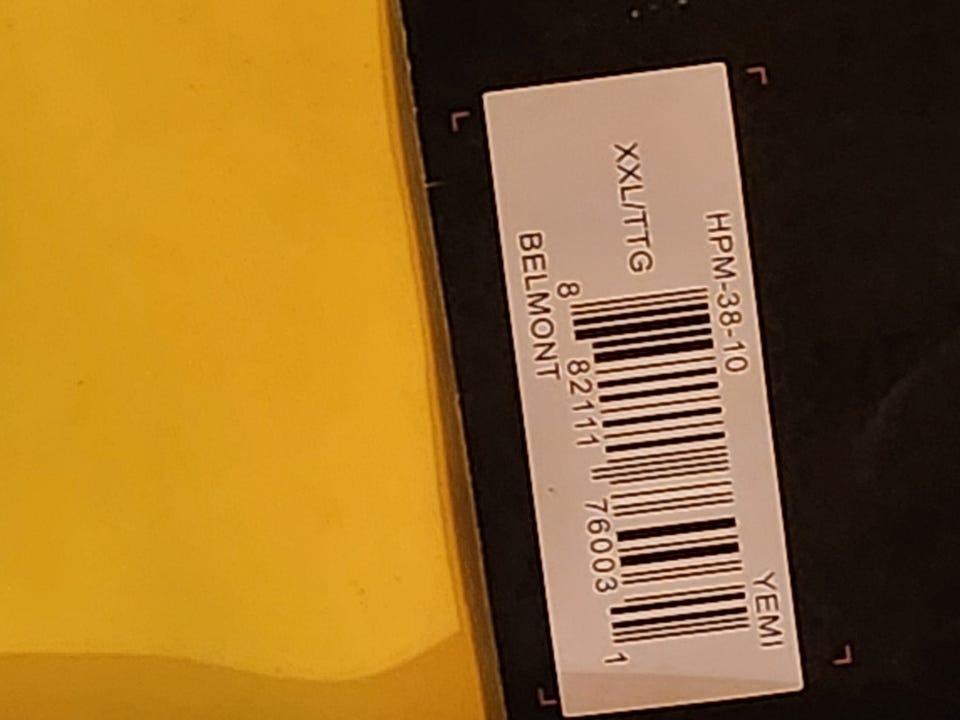 HPM-38-10 YEMI
XXL/TTG
8 82111 76003 1
BELMONT